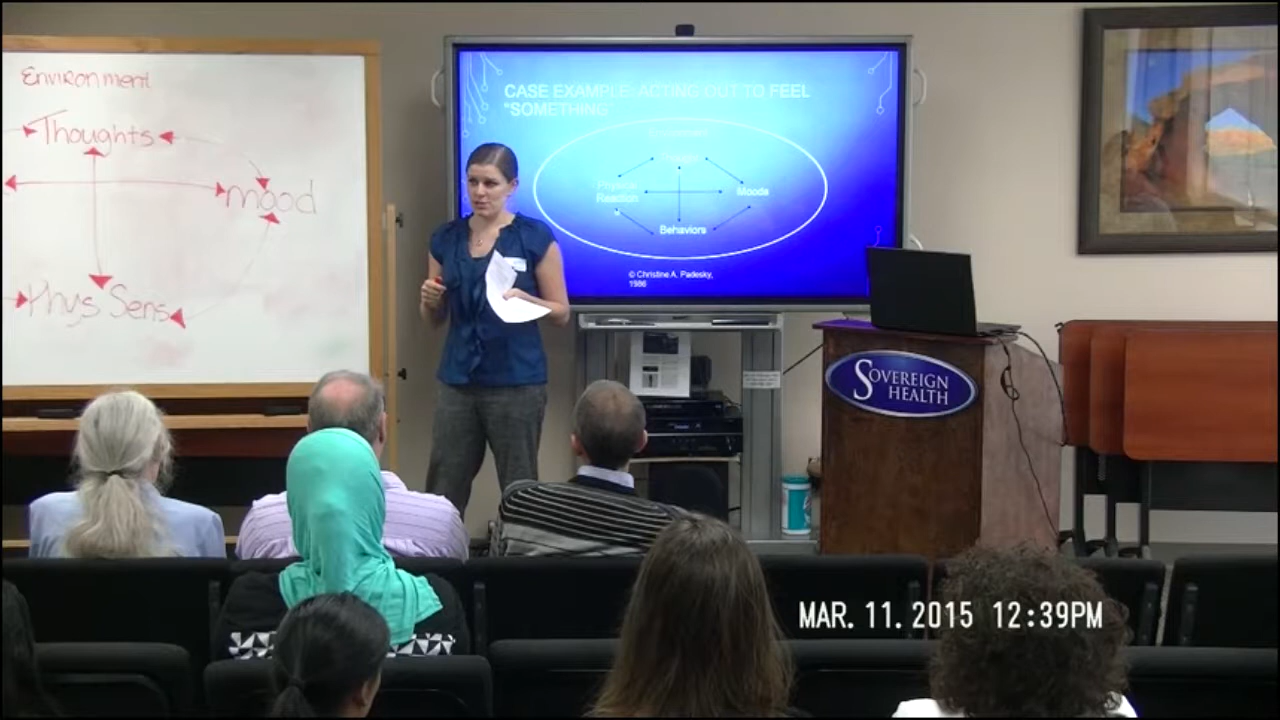 Environment
Thoughts
mood
Phys Sens
CASE EXAMPLE: ACTING OUT TO FEEL
"SOMETHING
Physical
Reaction
Moods
Behaviors
© Christine A. Padesky,
1986
SOVEREIGN
HEALTH
MAR. 11. 2015 12:39PM